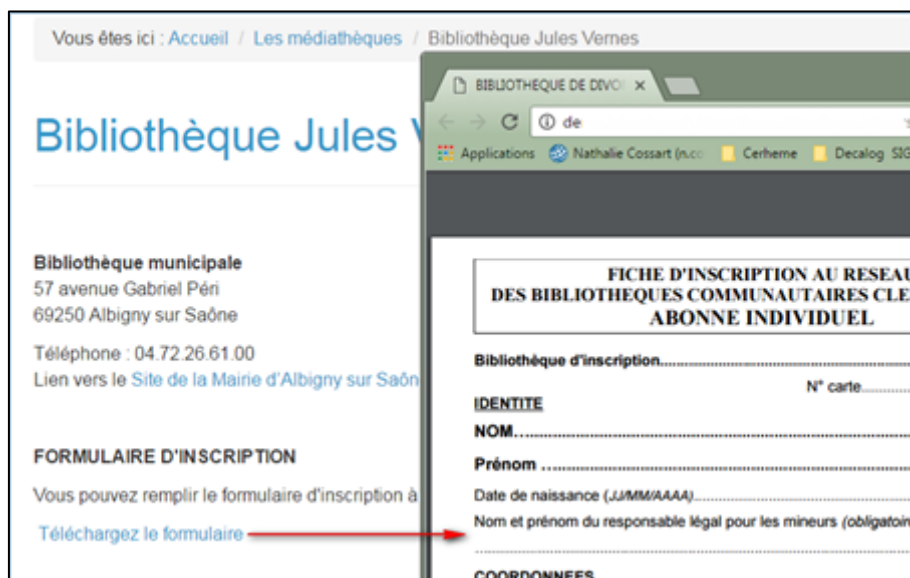 Vous êtes ici : Accueil / Les médiathèques / Bibliothèque Jules Vernes
Bibliothèque Jules
Bibliothèque municipale
57 avenue Gabriel Péri
69250 Albigny sur Saône
Téléphone : 04.72.26.61.00
Lien vers le Site de la Mairie d'Albigny sur Saôn
FORMULAIRE D'INSCRIPTION
Vous pouvez remplir le formulaire d'inscription à
Téléchargez le formulaire
BIBLIOTHEQUE DE DIVO
de
Applications Nathalie Cossart (n.co Cerheme Decalog SIG
FICHE D'INSCRIPTION AU RESEAU
DES BIBLIOTHEQUES COMMUNAUTAIRES CLE
ABONNE INDIVIDUEL
Bibliothèque d'inscription
N° carte
IDENTITE
NOM
Prénom
Date de naissance (JJ/MM/AAAA)
Nom et prénom du responsable légal pour les mineurs (obligatoir
COORDONNEES